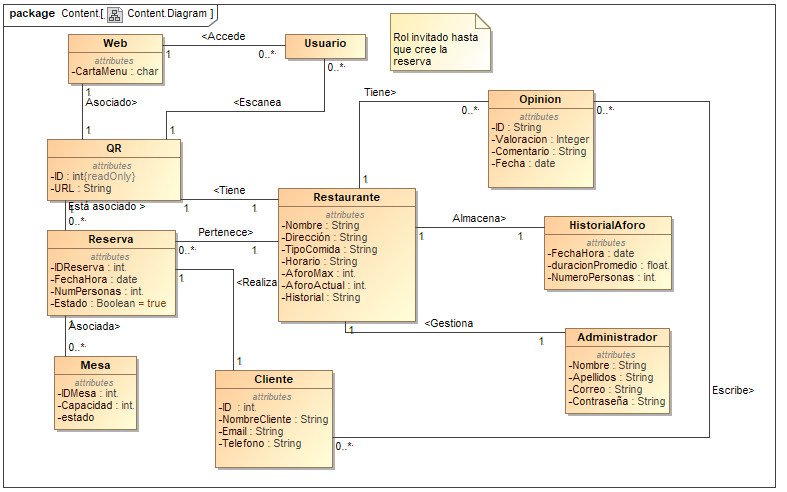 package Content[ Content.Diagram ]
Web
attributes
-CartaMenu : char
<Accede
1
0..*
Usuario
0..*
Rol invitado hasta
que cree la
reserva
1
Asociado>
1
<Escanea
1
QR
attributes
-ID : int{readOnly}
-URL : String
1
<Tiene
1
Está asociado >
1
0..*
Tiene>
0..*
1
Opinion
attributes
-ID : String
-Valoracion : Integer
-Comentario : String
-Fecha : date
0..*
Restaurante
attributes
-Nombre : String
-Dirección : String
-TipoComida : String
-Horario : String
-AforoMax : int
-AforoActual : int
-Historial : String
Pertenece>
0..*
1
Almacena>
1
1
HistorialAforo
attributes
-FechaHora : date
-duracionPromedio : float
-NumeroPersonas : int
Reserva
attributes
-IDReserva : int
-FechaHora : date
-NumPersonas : int
-Estado : Boolean = true
1
<Realiza
1
1
Asociada>
0..*
<Gestiona
1
1
Administrador
attributes
-Nombre : String
-Apellidos : String
-Correo : String
-Contraseña : String
Mesa
attributes
-IDMesa : int
-Capacidad : int
-estado
Cliente
attributes
-ID : int
-NombreCliente : String
-Email : String
-Telefono : String
0..*
Escribe>